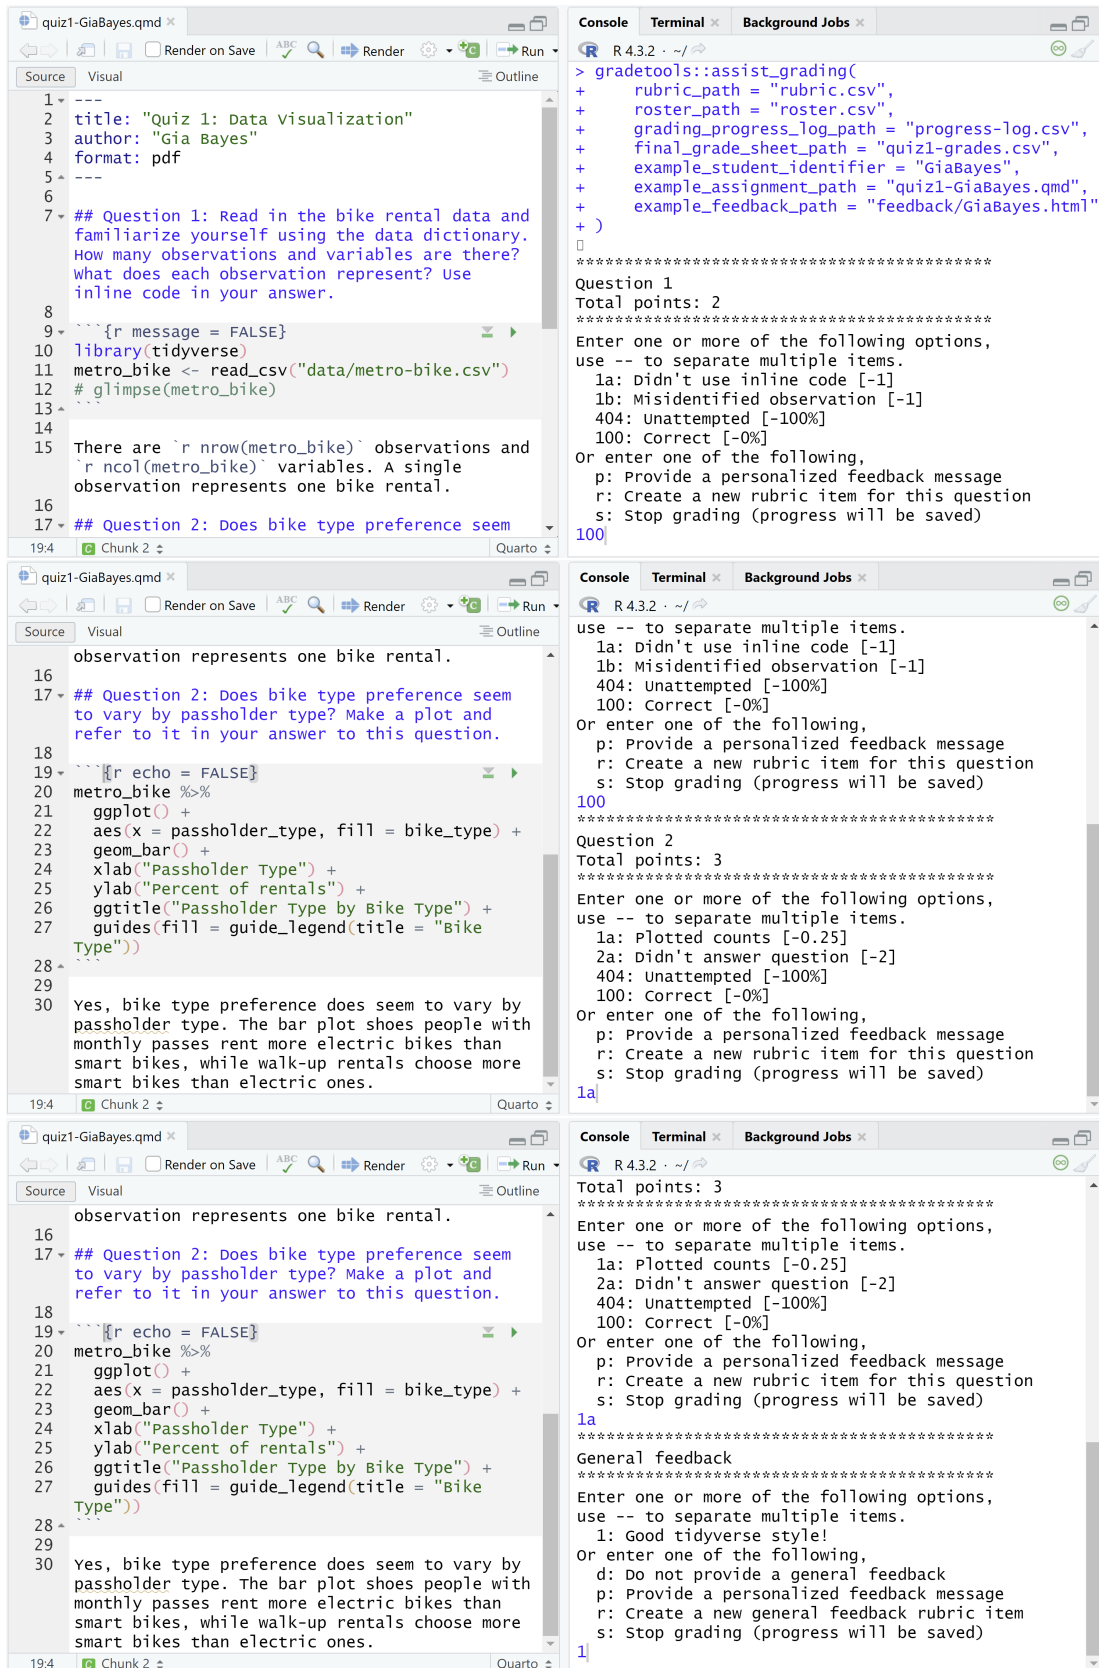 quiz1-GiaBayes.qmd
Render on Save
ABC
Render
Run
Source
Visual
Outline
1 ---
2 title: "Quiz 1: Data Visualization"
3 author: "Gia Bayes"
4 format: pdf
5 ---
6
7 ## Question 1: Read in the bike rental data and
familiarize yourself using the data dictionary.
How many observations and variables are there?
What does each observation represent? Use
inline code in your answer.
8
9 ```{r message = FALSE}
10 library(tidyverse)
11 metro_bike <- read_csv("data/metro-bike.csv")
12 # glimpse(metro_bike)
13 ```
14
15 There are `r nrow(metro_bike)` observations and
`r ncol(metro_bike)` variables. A single
observation represents one bike rental.
16
17 ## Question 2: Does bike type preference seem
19:4
C Chunk 2
Quarto
Console
Terminal
Background Jobs
R R 4.3.2 · ~/
> gradetools::assist_grading(
+ rubric_path = "rubric.csv",
+ roster_path = "roster.csv",
+ grading_progress_log_path = "progress-log.csv",
+ final_grade_sheet_path = "quiz1-grades.csv",
+ example_student_identifier = "GiaBayes",
+ example_assignment_path = "quiz1-GiaBayes.qmd",
+ example_feedback_path = "feedback/GiaBayes.html"
+ )
*******************************************
Question 1
Total points: 2
*******************************************
Enter one or more of the following options,
use -- to separate multiple items.
1a: Didn't use inline code [-1]
1b: Misidentified observation [-1]
404: Unattempted [-100%]
100: Correct [-0%]
Or enter one of the following,
p: Provide a personalized feedback message
r: Create a new rubric item for this question
s: Stop grading (progress will be saved)
100
quiz1-GiaBayes.qmd
Render on Save
ABC
Render
Run
Source
Visual
Outline
observation represents one bike rental.
16
17 ## Question 2: Does bike type preference seem
to vary by passholder type? Make a plot and
refer to it in your answer to this question.
18
19 ```{r echo = FALSE}
20 metro_bike %>%
21 ggplot() +
22 aes(x = passholder_type, fill = bike_type) +
23 geom_bar() +
24 xlab("Passholder Type") +
25 ylab("Percent of rentals") +
26 ggtitle("Passholder Type by Bike Type") +
27 guides(fill = guide_legend(title = "Bike
Type"))
28 ```
29
30 Yes, bike type preference does seem to vary by
passholder type. The bar plot shoes people with
monthly passes rent more electric bikes than
smart bikes, while walk-up rentals choose more
smart bikes than electric ones.
19:4
C Chunk 2
Quarto
Console
Terminal
Background Jobs
R R 4.3.2 · ~/
use -- to separate multiple items.
1a: Didn't use inline code [-1]
1b: Misidentified observation [-1]
404: Unattempted [-100%]
100: Correct [-0%]
Or enter one of the following,
p: Provide a personalized feedback message
r: Create a new rubric item for this question
s: Stop grading (progress will be saved)
100
*******************************************
Question 2
Total points: 3
*******************************************
Enter one or more of the following options,
use -- to separate multiple items.
1a: Plotted counts [-0.25]
2a: Didn't answer question [-2]
404: Unattempted [-100%]
100: Correct [-0%]
Or enter one of the following,
p: Provide a personalized feedback message
r: Create a new rubric item for this question
s: Stop grading (progress will be saved)
1a
quiz1-GiaBayes.qmd
Render on Save
ABC
Render
Run
Source
Visual
Outline
observation represents one bike rental.
16
17 ## Question 2: Does bike type preference seem
to vary by passholder type? Make a plot and
refer to it in your answer to this question.
18
19 ```{r echo = FALSE}
20 metro_bike %>%
21 ggplot() +
22 aes(x = passholder_type, fill = bike_type) +
23 geom_bar() +
24 xlab("Passholder Type") +
25 ylab("Percent of rentals") +
26 ggtitle("Passholder Type by Bike Type") +
27 guides(fill = guide_legend(title = "Bike
Type"))
28 ```
29
30 Yes, bike type preference does seem to vary by
passholder type. The bar plot shoes people with
monthly passes rent more electric bikes than
smart bikes, while walk-up rentals choose more
smart bikes than electric ones.
19:4
C Chunk 2
Quarto
Console
Terminal
Background Jobs
R R 4.3.2 · ~/
Total points: 3
*******************************************
Enter one or more of the following options,
use -- to separate multiple items.
1a: Plotted counts [-0.25]
2a: Didn't answer question [-2]
404: Unattempted [-100%]
100: Correct [-0%]
Or enter one of the following,
p: Provide a personalized feedback message
r: Create a new rubric item for this question
s: Stop grading (progress will be saved)
1a
*******************************************
General feedback
*******************************************
Enter one or more of the following options,
use -- to separate multiple items.
1: Good tidyverse style!
Or enter one of the following,
d: Do not provide a general feedback
p: Provide a personalized feedback message
r: Create a new general feedback rubric item
s: Stop grading (progress will be saved)
1